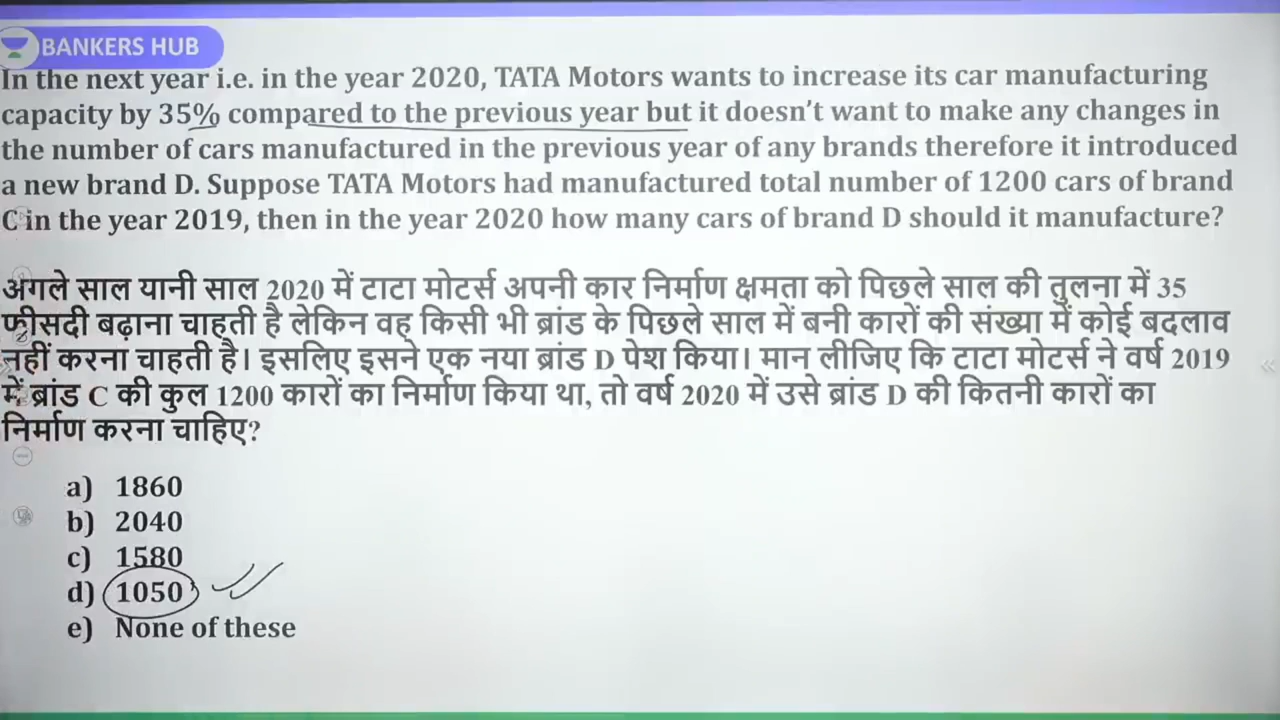 BANKERS HUB
In the next year i.e. in the year 2020, TATA Motors wants to increase its car manufacturing
capacity by 35% compared to the previous year but it doesn't want to make any changes in
the number of cars manufactured in the previous year of any brands therefore it introduced
a new brand D. Suppose TATA Motors had manufactured total number of 1200 cars of brand
C in the year 2019, then in the year 2020 how many cars of brand D should it manufacture?
अगले साल यानी साल 2020 में टाटा मोटर्स अपनी कार निर्माण क्षमता को पिछले साल की तुलना में 35
फीसदी बढ़ाना चाहती है लेकिन वह किसी भी ब्रांड के पिछले साल में बनी कारों की संख्या में कोई बदलाव
नहीं करना चाहती है। इसलिए इसने एक नया ब्रांड D पेश किया। मान लीजिए कि टाटा मोटर्स ने वर्ष 2019
में ब्रांड C की कुल 1200 कारों का निर्माण किया था, तो वर्ष 2020 में उसे ब्रांड D की कितनी कारों का
निर्माण करना चाहिए?
a) 1860
b) 2040
c) 1580
d) 1050
e) None of these